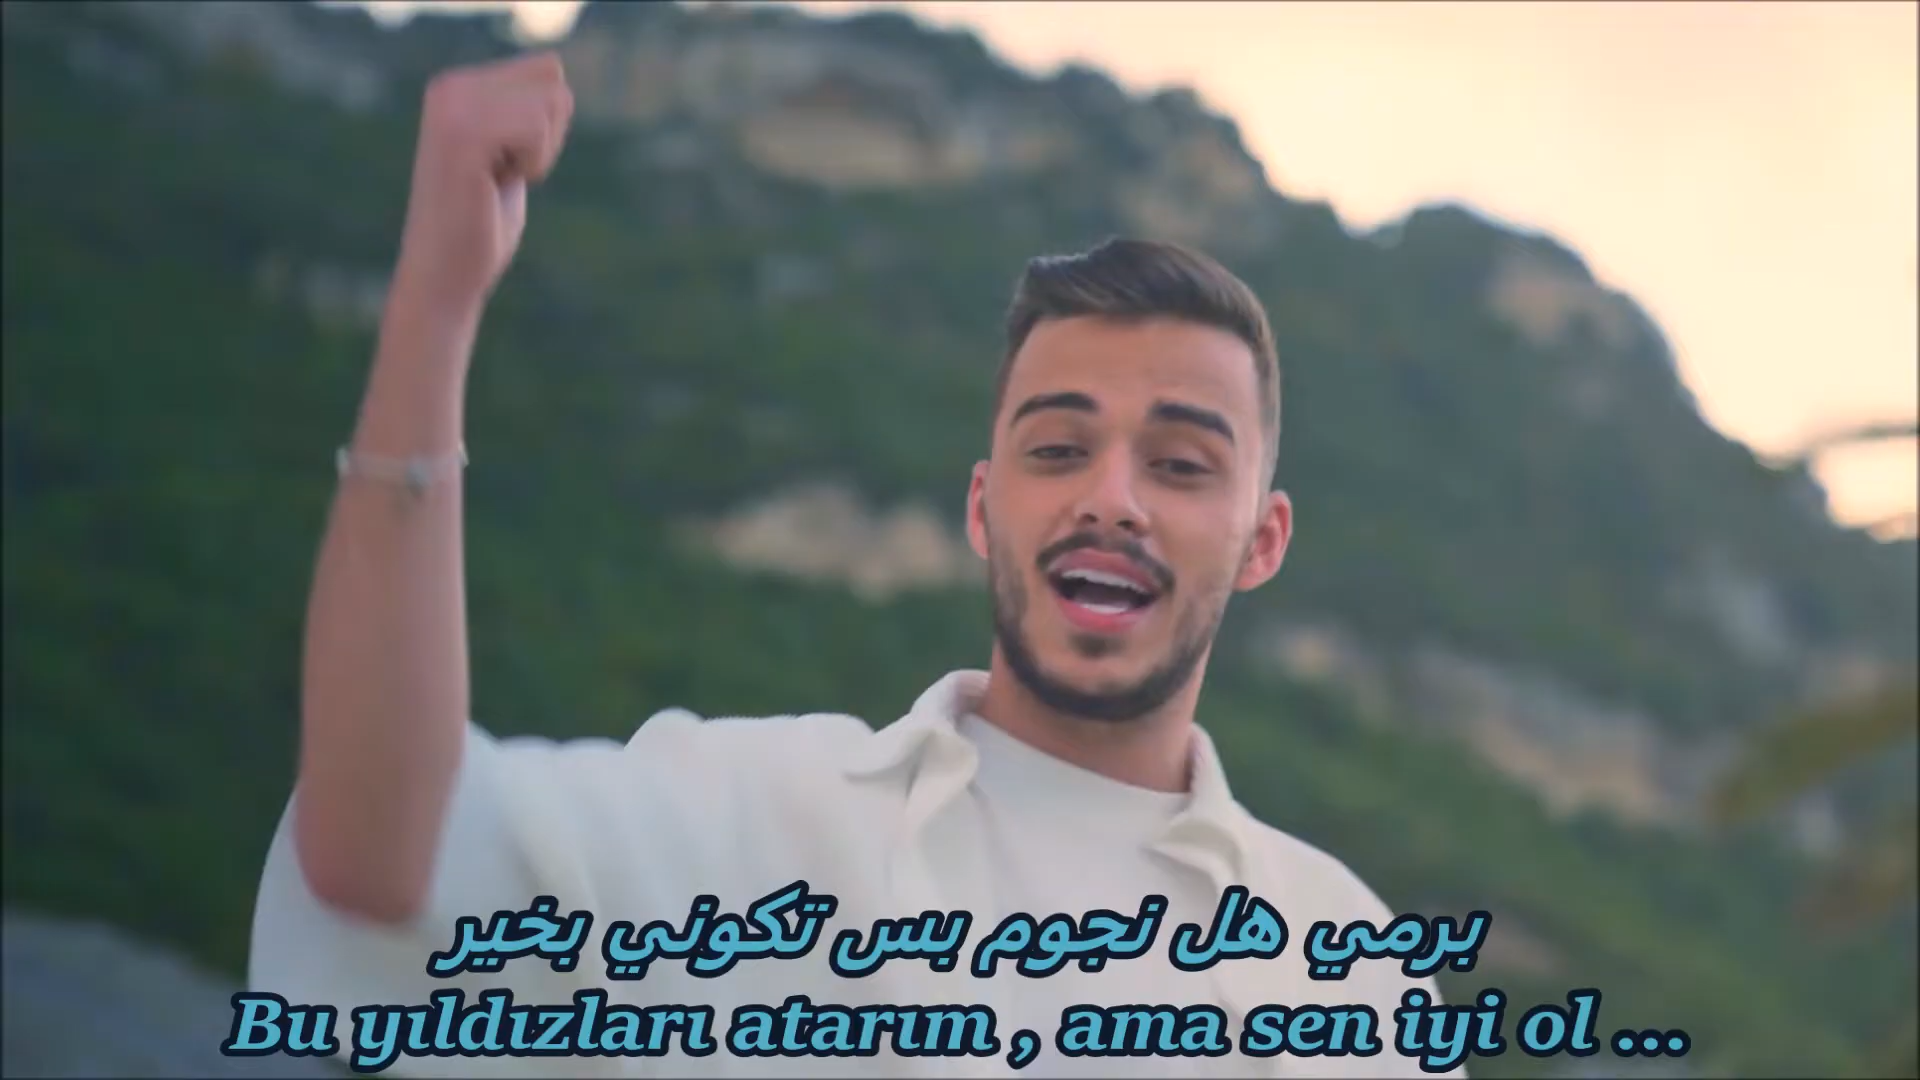 برمي هل نجوم بس تكوني بخير
Bu yıldızları atarım , ama sen iyi ol ...